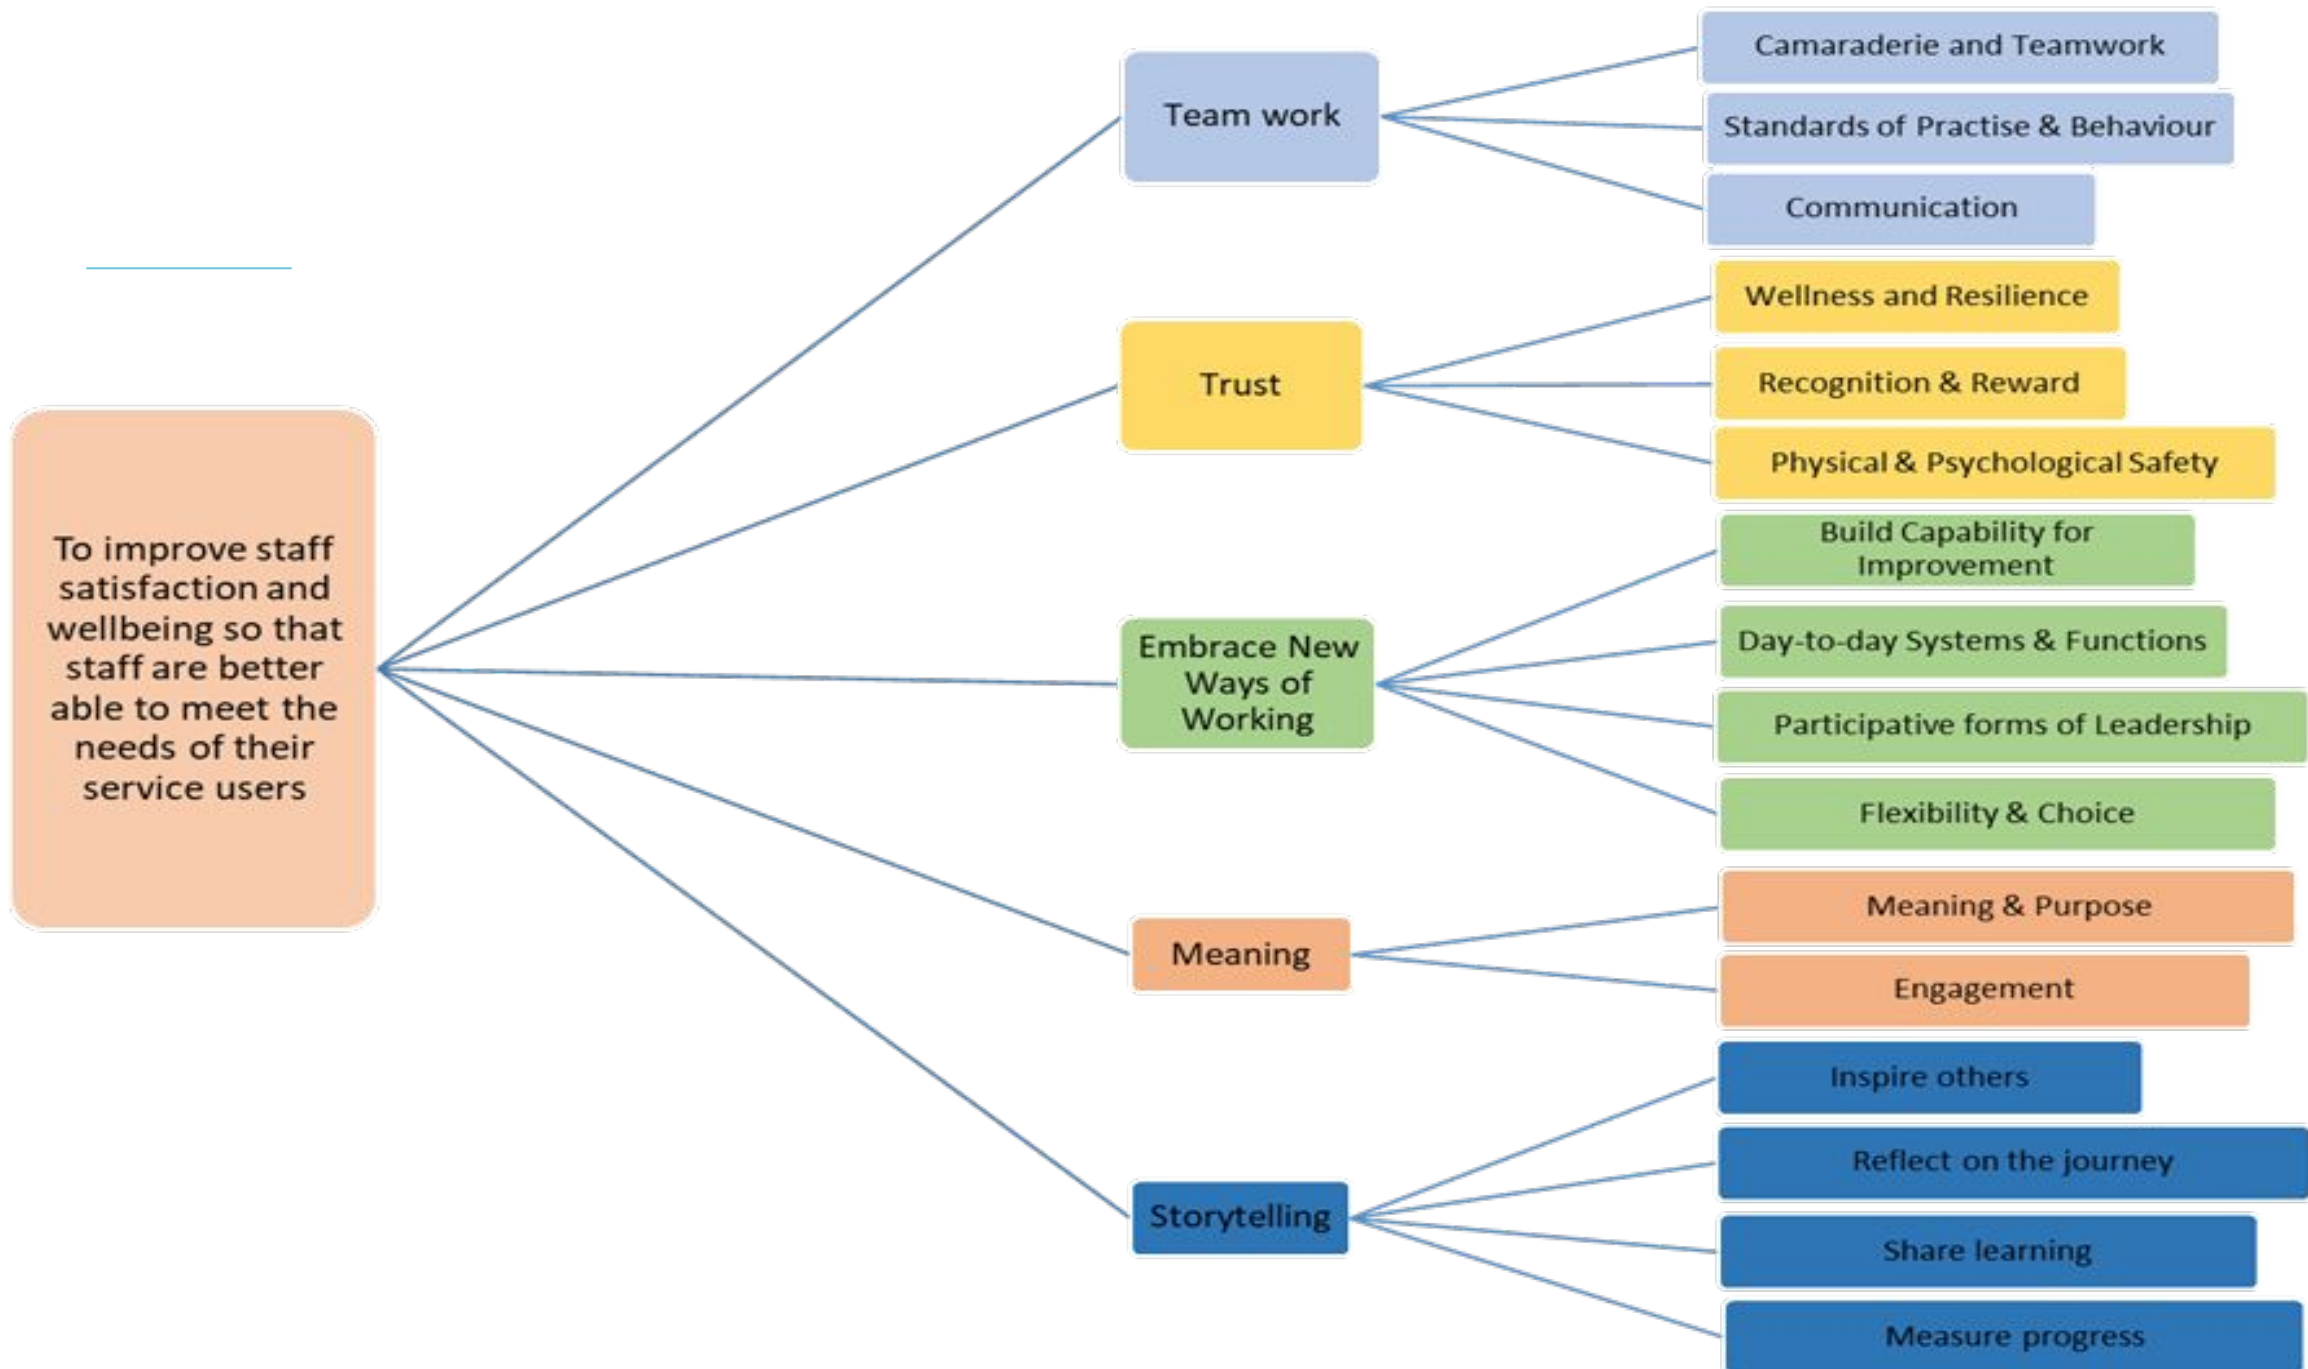 To improve staff
satisfaction and
wellbeing so that
staff are better
able to meet the
needs of their
service users
Team work
Camaraderie and Teamwork
Standards of Practise & Behaviour
Communication
Trust
Wellness and Resilience
Recognition & Reward
Physical & Psychological Safety
Embrace New
Ways of
Working
Build Capability for
Improvement
Day-to-day Systems & Functions
Participative forms of Leadership
Flexibility & Choice
Meaning
Meaning & Purpose
Engagement
Storytelling
Inspire others
Reflect on the journey
Share learning
Measure progress